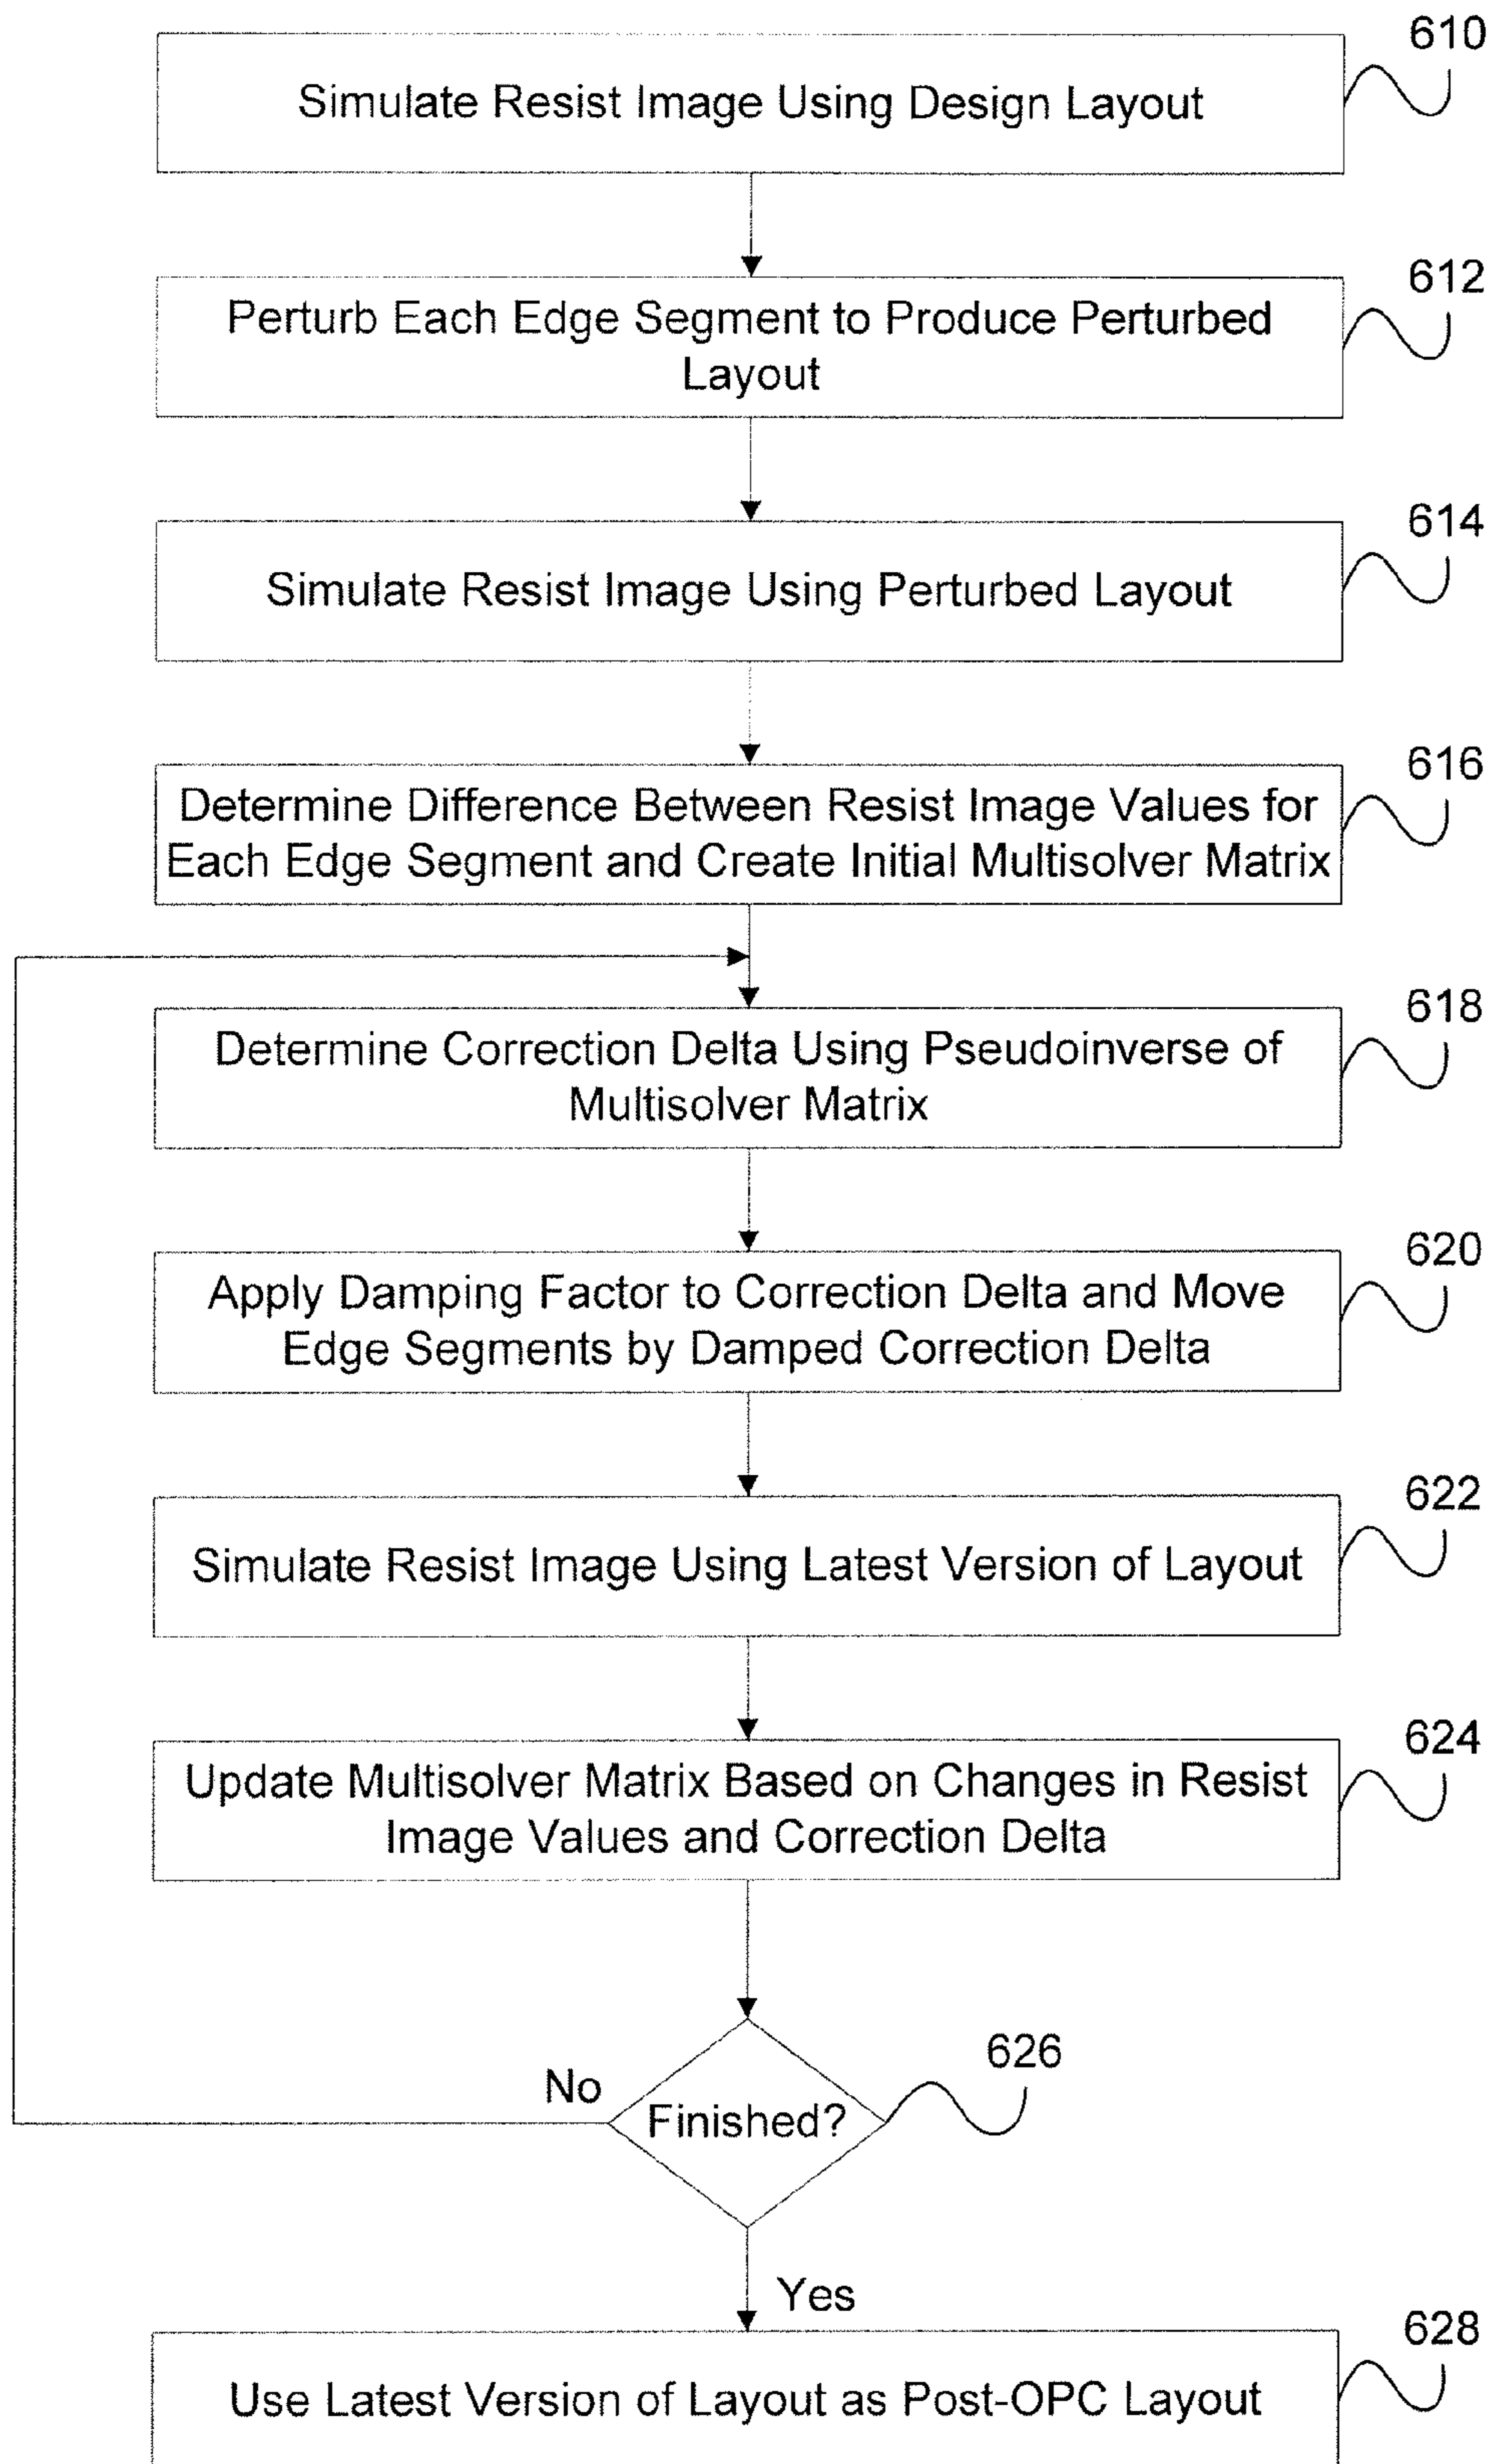 610
Simulate Resist Image Using Design Layout
612
Perturb Each Edge Segment to Produce Perturbed
Layout
614
Simulate Resist Image Using Perturbed Layout
616
Determine Difference Between Resist Image Values for
Each Edge Segment and Create Initial Multisolver Matrix
618
Determine Correction Delta Using Pseudoinverse of
Multisolver Matrix
620
Apply Damping Factor to Correction Delta and Move
Edge Segments by Damped Correction Delta
622
Simulate Resist Image Using Latest Version of Layout
624
Update Multisolver Matrix Based on Changes in Resist
Image Values and Correction Delta
626
No
Finished?
Yes
628
Use Latest Version of Layout as Post-OPC Layout